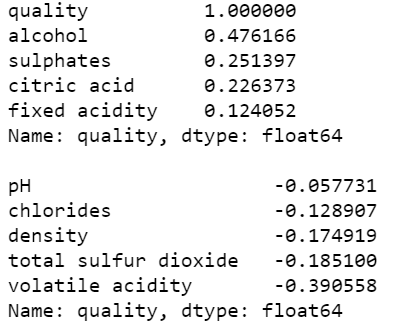 quality 1.000000
alcohol 0.476166
sulphates 0.251397
citric acid 0.226373
fixed acidity 0.124052
Name: quality, dtype: float64
pH -0.057731
chlorides -0.128907
density -0.174919
total sulfur dioxide -0.185100
volatile acidity -0.390558
Name: quality, dtype: float64